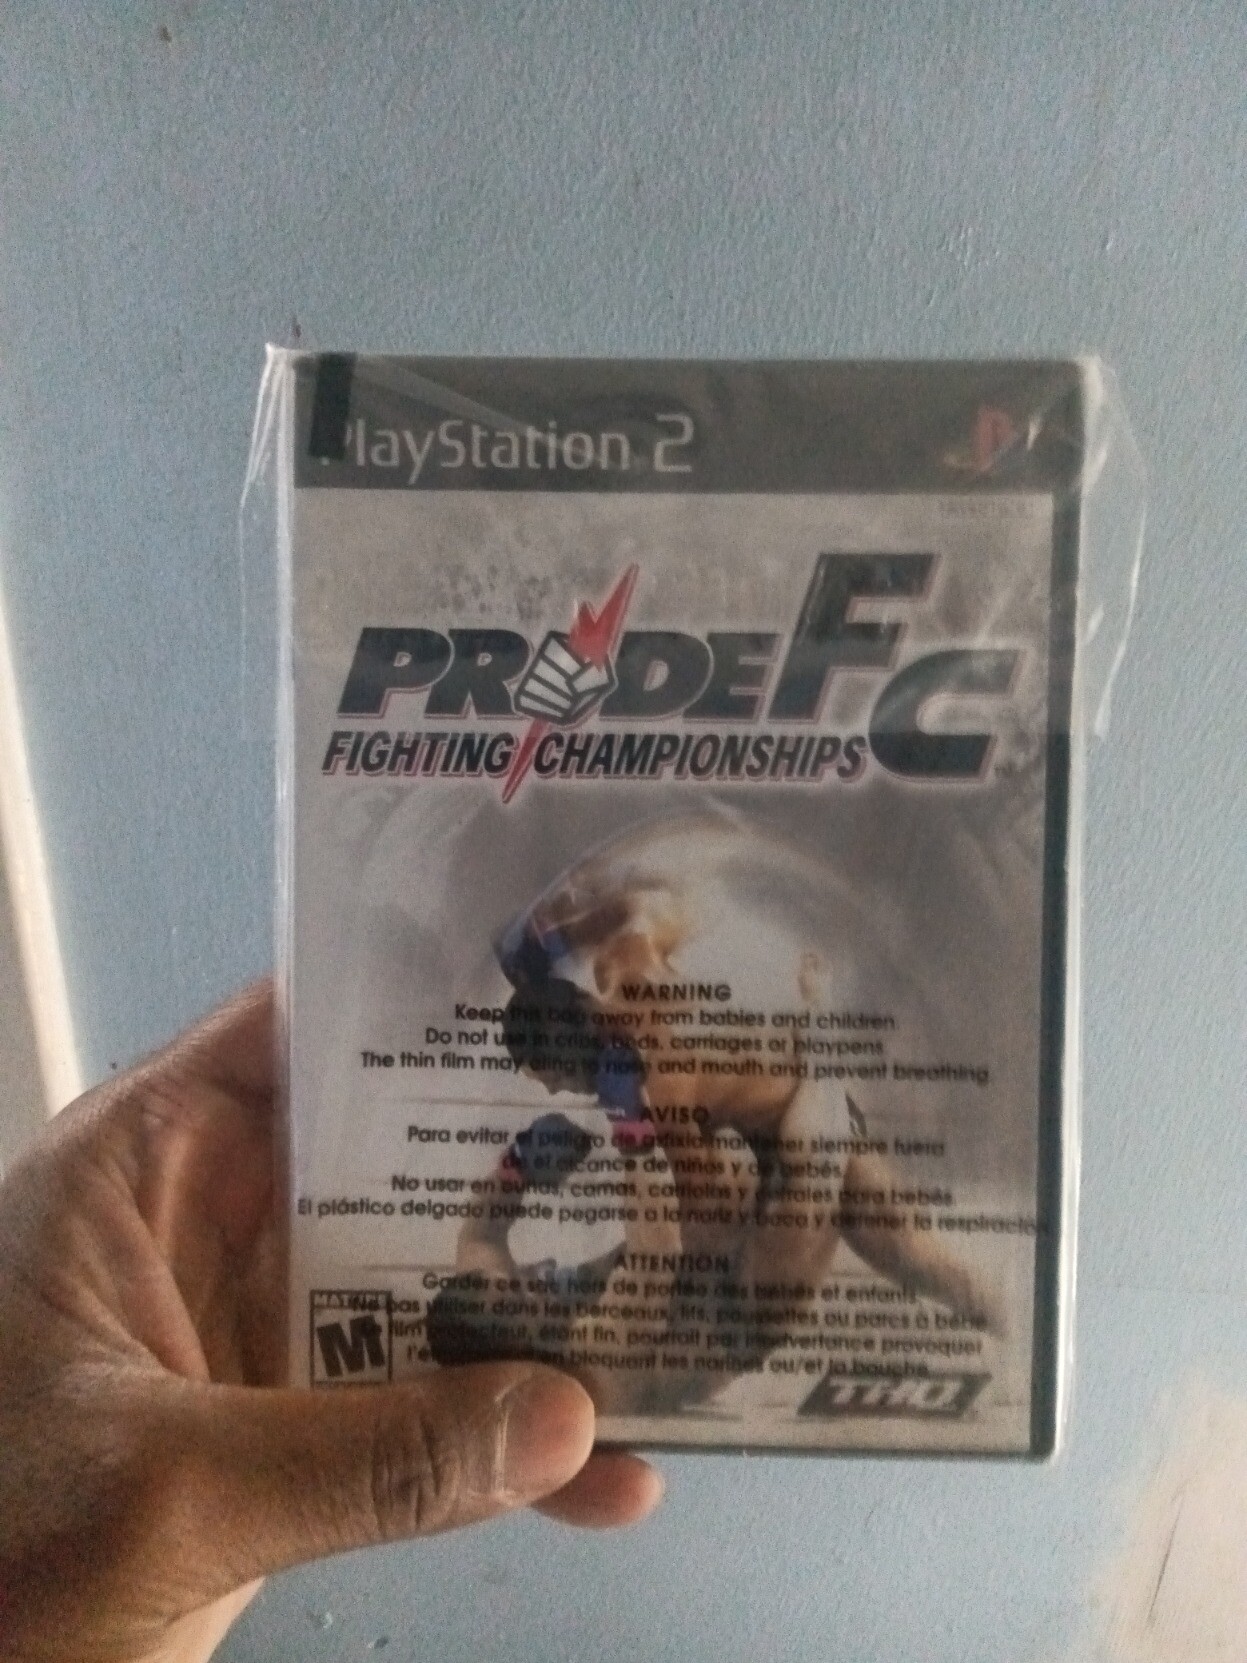 PlayStation 2
PRIDE FC
FIGHTING CHAMPIONSHIPS
WARNING
Keep this bag away from babies and children
Do not use in cribs, beds, carriages or playpens
The thin film may cling to nose and mouth and prevent breathing
AVISO
Para evitar el peligro de asfixia mantener siempre fuera
de el alcance de niños y de bebés.
No usar en cunas, camas, carriolas y corrales para bebés.
El plástico delgado puede pegarse a la nariz y boca y detener la respiración
ATTENTION
Garder ce sac hors de portée des bébés et enfants
Ne pas utiliser dans les berceaux, lits, poussettes ou parcs à bébé
film protecteur, étant fin, pourrait par inadvertance provoquer
en bloquant les narines ou/et la bouche
MATURE
M
THQ